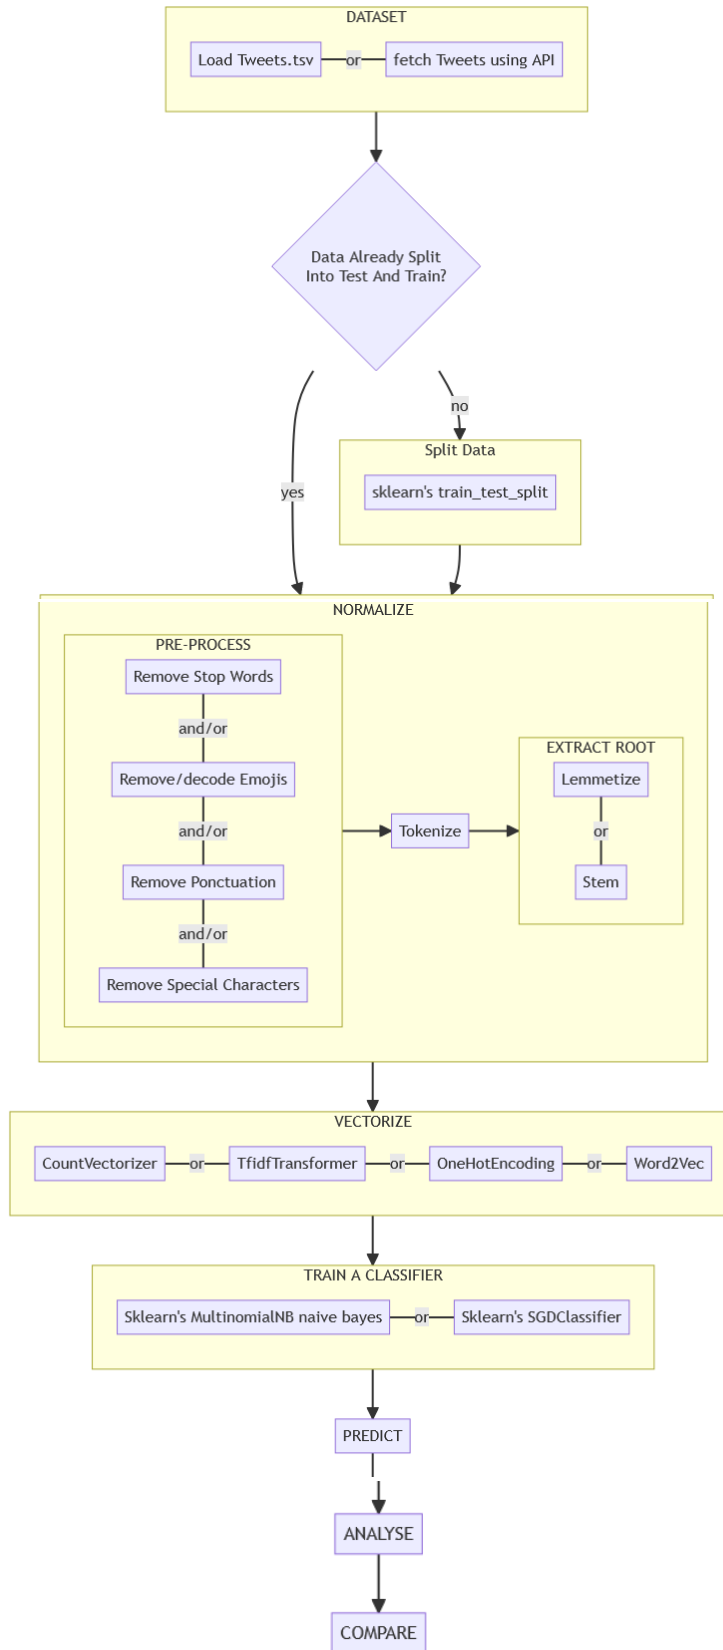 DATASET
Load Tweets.tsv or fetch Tweets using API
Data Already Split
Into Test And Train?
no
yes
Split Data
sklearn's train_test_split
NORMALIZE
PRE-PROCESS
Remove Stop Words
and/or
Remove/decode Emojis
and/or
Remove Ponctuation
and/or
Remove Special Characters
Tokenize
EXTRACT ROOT
Lemmetize
or
Stem
VECTORIZE
CountVectorizer or TfidfTransformer or OneHotEncoding or Word2Vec
TRAIN A CLASSIFIER
Sklearn's MultinomialNB naive bayes or Sklearn's SGDClassifier
PREDICT
ANALYSE
COMPARE